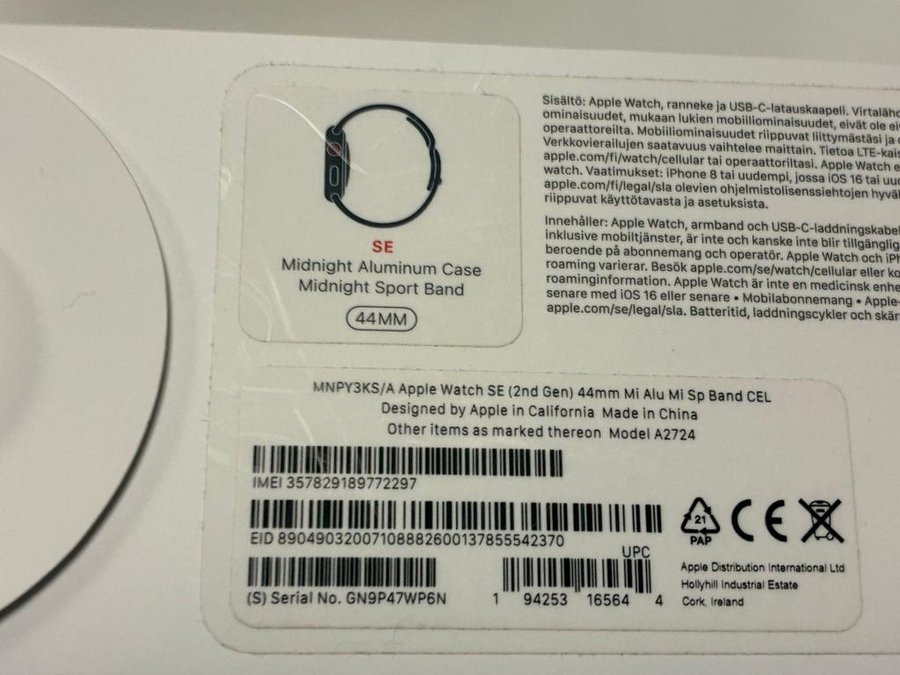 SE
Midnight Aluminum Case
Midnight Sport Band
44MM
Sisältö: Apple Watch, ranneke ja USB-C-latauskaapeli.
ominaisuudet, mukaan lukien mobiiliominaisuudet, eivät ole
operaattoreilta. Mobiiliominaisuudet riippuvat liittymästäsi ja
Verkkovierailujen saatavuus vaihtelee maittain. Tietoa
apple.com/fi/watch/cellular tai operaattoriltasi. Apple Watch
watch. Vaatimukset: iPhone 8 tai uudempi, jossa iOS 16 tai
apple.com/fi/legal/sla olevien ohjelmistolisenssiehtojen
riippuvat käyttötavasta ja asetuksista.
Innehåller: Apple Watch, armband och USB-C-laddningskabel
inklusive mobiltjänster, är inte och kanske inte blir
beroende på abonnemang och operatör. Apple Watch och
roaming varierar. Besök apple.com/se/watch/cellular eller
roaminginformation. Apple Watch är inte en medicinsk
senare med iOS 16 eller senare • Mobilabonnemang •
apple.com/se/legal/sla. Batteritid, laddningscykler och
MNPY3KS/A Apple Watch SE (2nd Gen) 44mm Mi Alu Mi Sp Band CEL
Designed by Apple in California Made in China
Other items as marked thereon Model A2724
IMEI 357829189772297
EID 89049032007108882600137855542370
UPC
(S) Serial No. GN9P47WP6N
1 94253 16564 4
21
PAP
CE
Apple Distribution International Ltd
Hollyhill Industrial Estate
Cork, Ireland